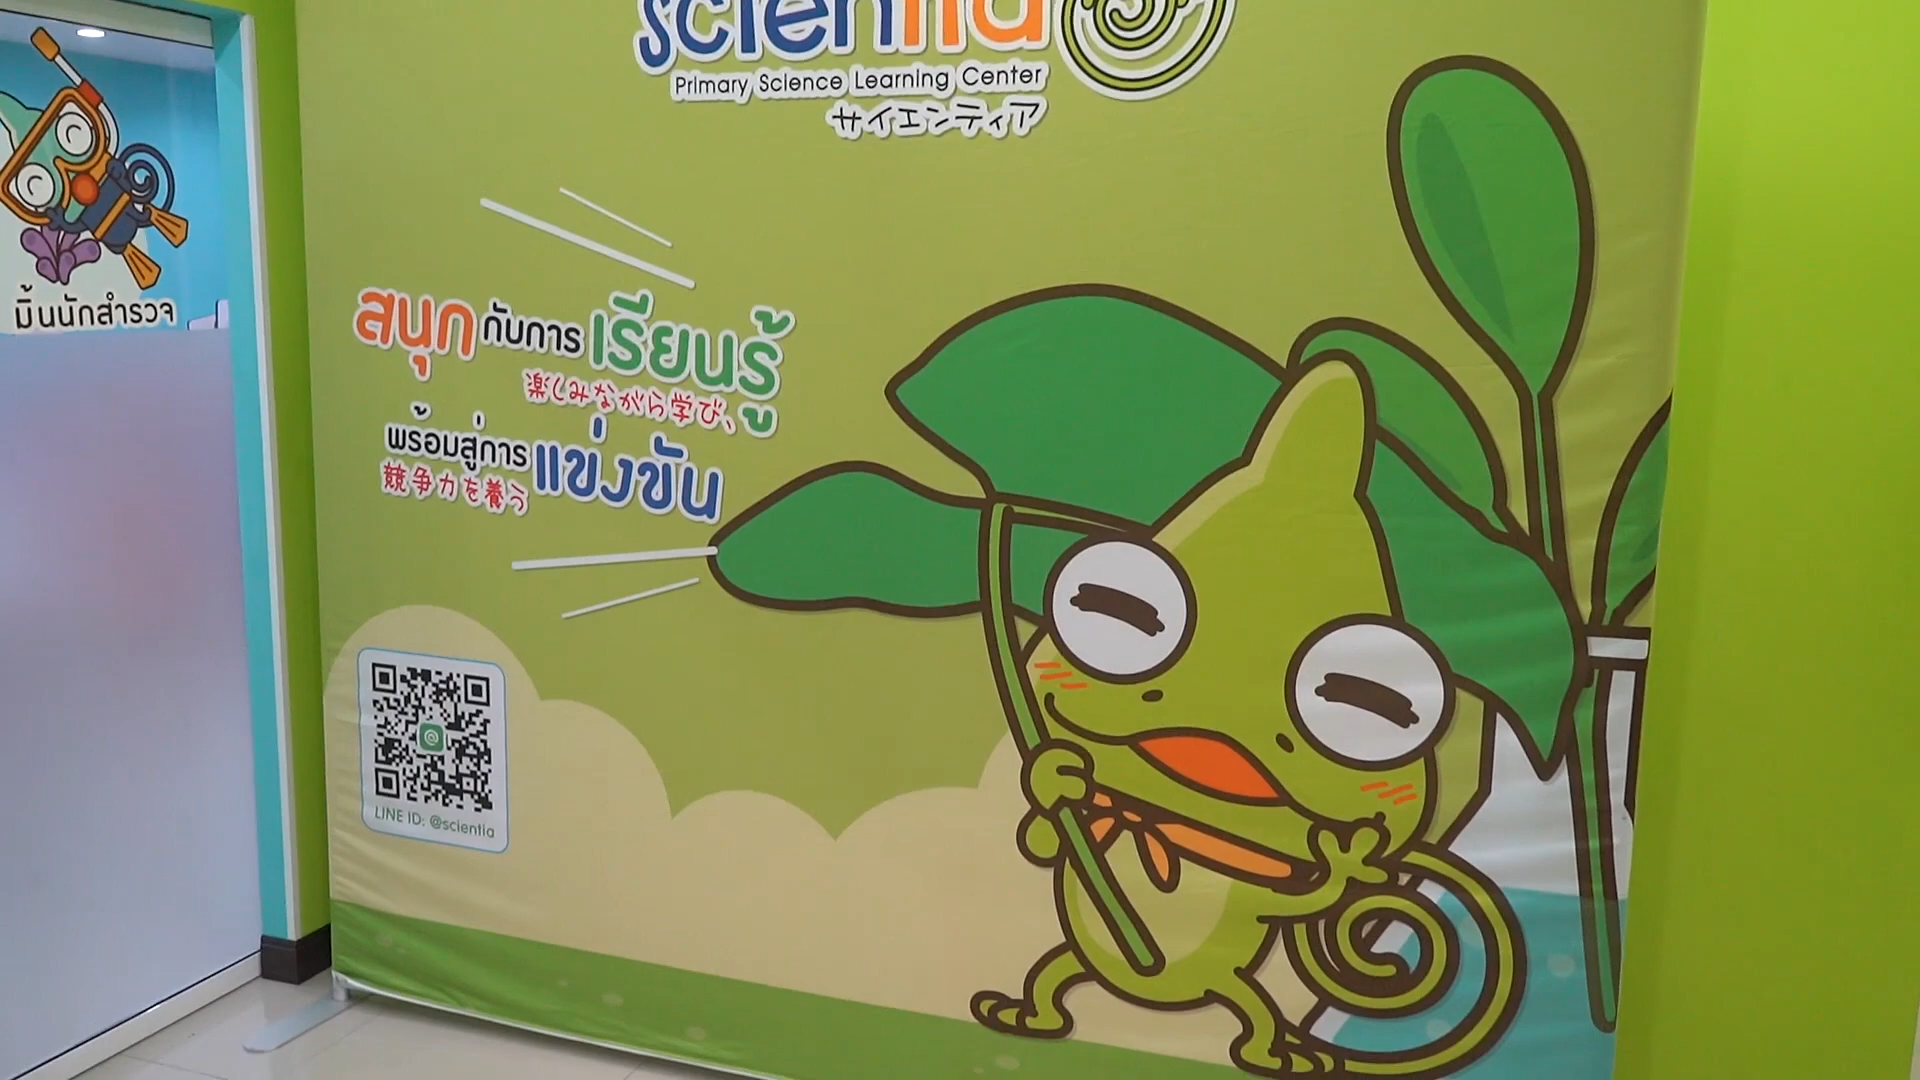 scientia
Primary Science Learning Center
サイエンティア
มิ้นนักสำรวจ
สนุกกับการเรียนรู้
楽しみながら学び、
พร้อมสู่การแข่งขัน
競争力を養う
LINE ID: @scientia